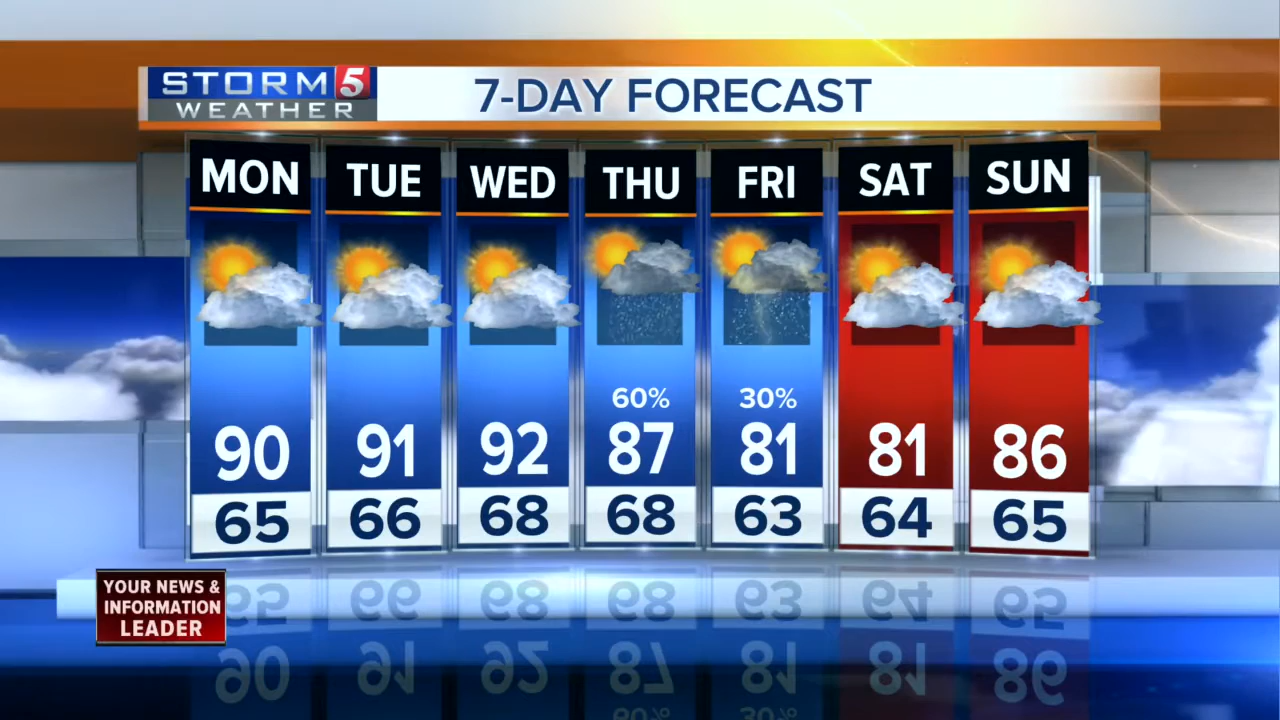 STORM 5
WEATHER
7-DAY FORECAST
MON TUE WED THU FRI SAT SUN
60% 30%
90 91 92 87 81 81 86
65 66 68 68 63 64 65
YOUR NEWS &
INFORMATION
LEADER